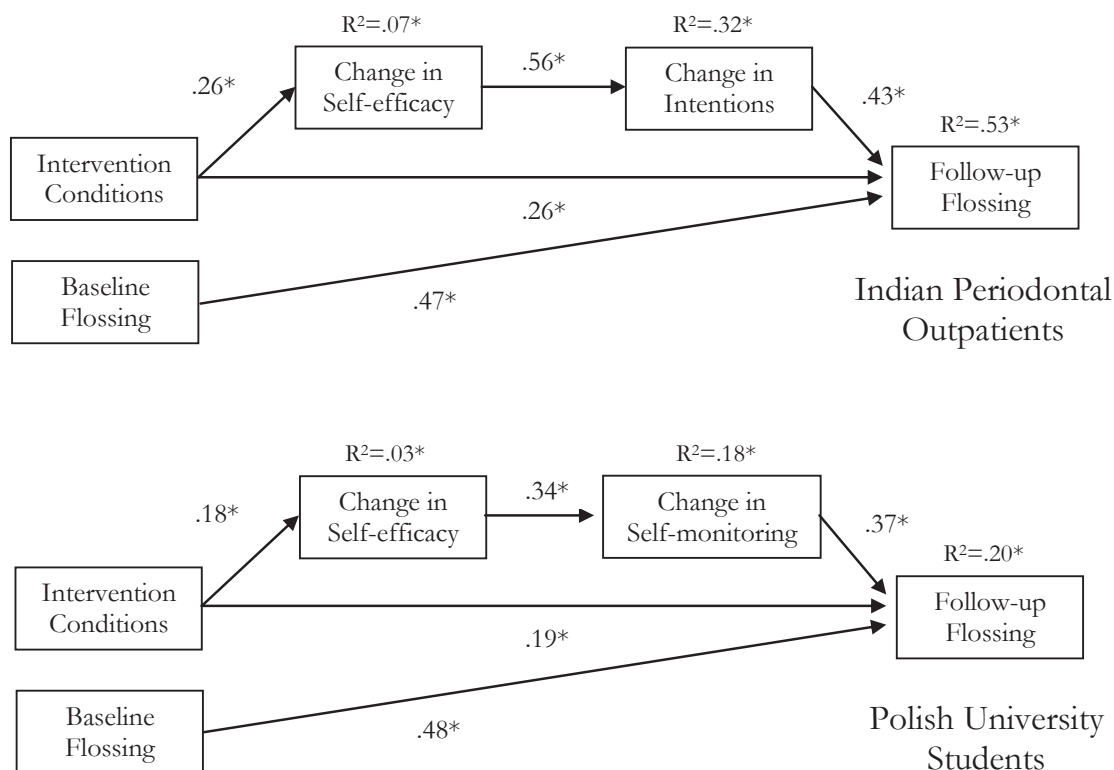 R²=.07*
R²=.32*
.26*
Change in
Self-efficacy
.56*
Change in
Intentions
.43*
R²=.53*
Intervention
Conditions
Follow-up
Flossing
.26*
Baseline
Flossing
.47*
Indian Periodontal
Outpatients
R²=.03*
R²=.18*
.18*
Change in
Self-efficacy
.34*
Change in
Self-monitoring
.37*
R²=.20*
Intervention
Conditions
Follow-up
Flossing
.19*
Baseline
Flossing
.48*
Polish University
Students